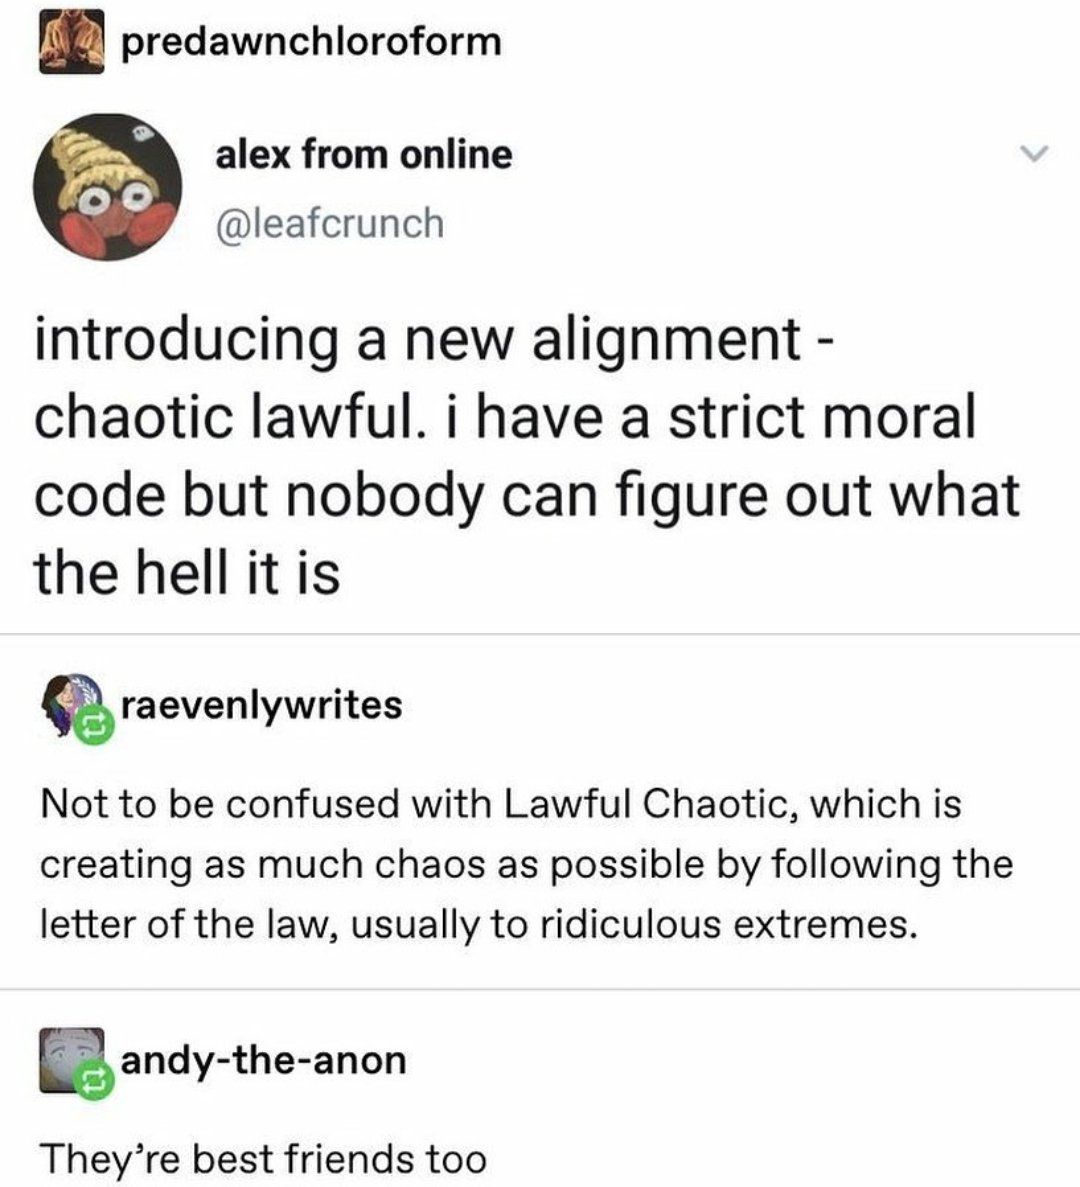 predawnchloroform
alex from online
@leafcrunch
introducing a new alignment -
chaotic lawful. i have a strict moral
code but nobody can figure out what
the hell it is
raevenlywrites
Not to be confused with Lawful Chaotic, which is
creating as much chaos as possible by following the
letter of the law, usually to ridiculous extremes.
andy-the-anon
They’re best friends too